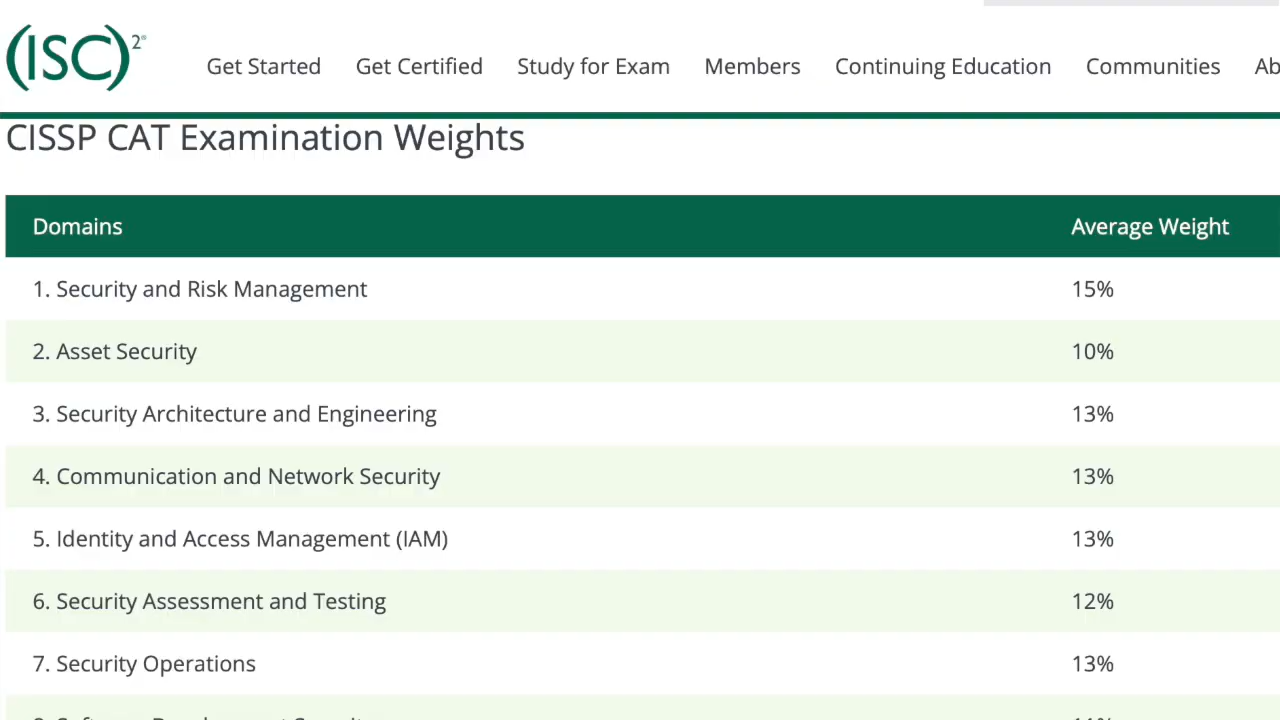 (ISC)2®
Get Started Get Certified Study for Exam Members Continuing Education Communities Ab
CISSP CAT Examination Weights
Domains Average Weight
1. Security and Risk Management 15%
2. Asset Security 10%
3. Security Architecture and Engineering 13%
4. Communication and Network Security 13%
5. Identity and Access Management (IAM) 13%
6. Security Assessment and Testing 12%
7. Security Operations 13%